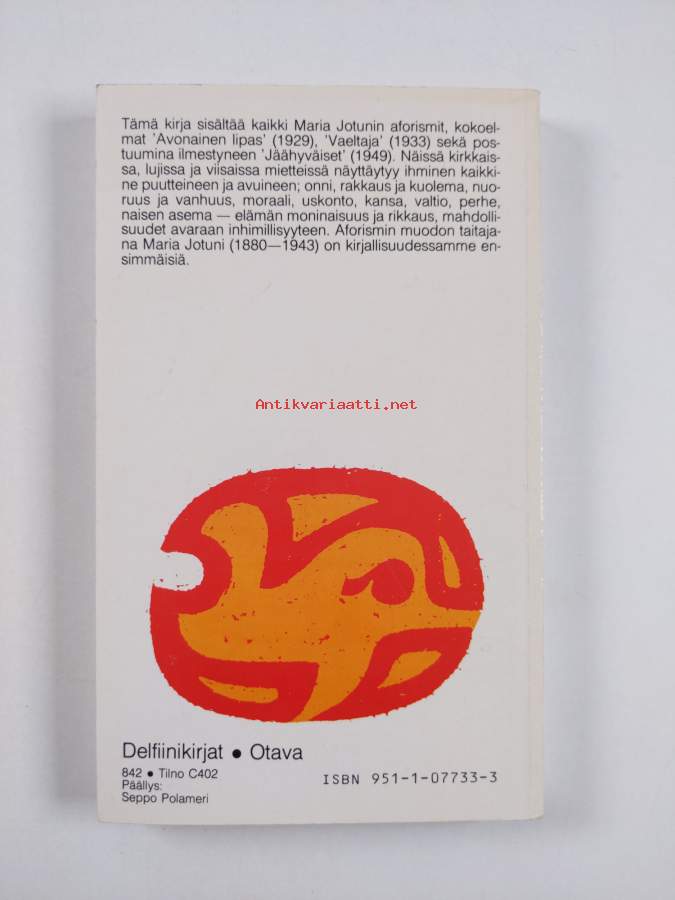 Tämä kirja sisältää kaikki Maria Jotunin aforismit, kokoel-
mat 'Avonainen lipas' (1929), 'Vaeltaja' (1933) sekä pos-
tuumina ilmestyneen 'Jäähyväiset' (1949). Näissä kirkkais-
sa, lujissa ja viisaissa mietteissä näyttäytyy ihminen kaikki-
ne puutteineen ja avuineen; onni, rakkaus ja kuolema, nuo-
ruus ja vanhuus, moraali, uskonto, kansa, valtio, perhe,
naisen asema — elämän moninaisuus ja rikkaus, mahdolli-
suudet avaraan inhimillisyyteen. Aforismin muodon taitaja-
na Maria Jotuni (1880—1943) on kirjallisuudessamme en-
simmäisiä.
Antikvariaatti.net
Delfiinikirjat • Otava
842 • Tilno C402
Päällys:
Seppo Polameri
ISBN 951-1-07733-3